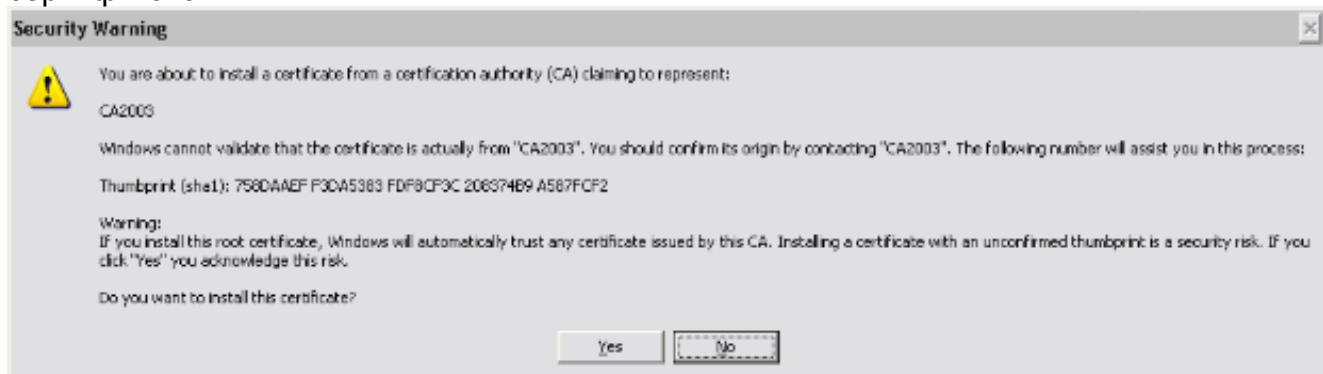 Security Warning
You are about to install a certificate from a certification authority (CA) claiming to represent:
CA2003
Windows cannot validate that the certificate is actually from "CA2003". You should confirm its origin by contacting "CA2003". The following number will assist you in this process:
Thumbprint (sha1): 758DAAEF F3DA5383 FDF8CF3C 208374B9 A587FCF2
Warning:
If you install this root certificate, Windows will automatically trust any certificate issued by this CA. Installing a certificate with an unconfirmed thumbprint is a security risk. If you
click "Yes" you acknowledge this risk.
Do you want to install this certificate?
Yes No